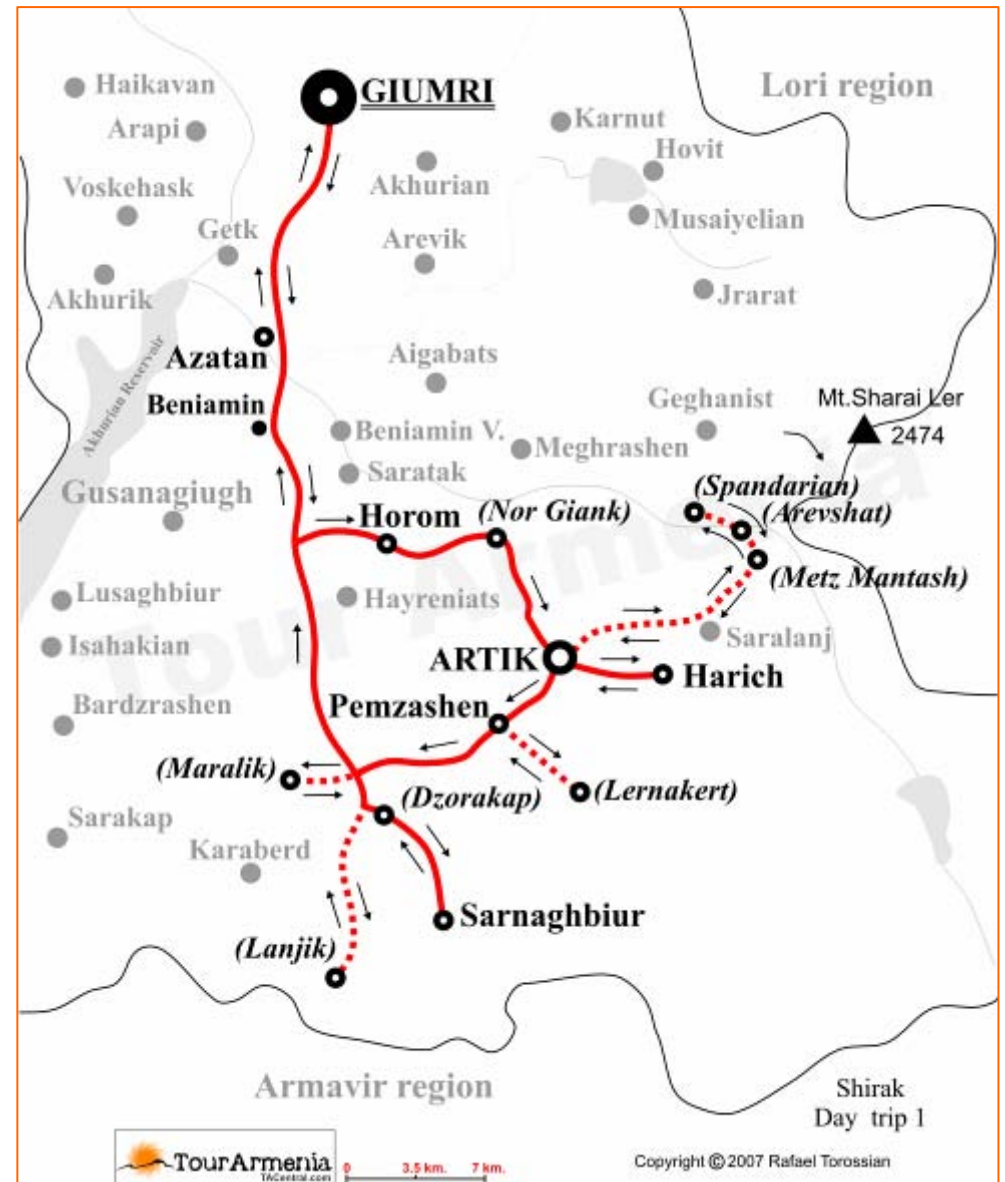 Haikavan
GIUMRI
Lori region
Arapi
Karnut
Hovit
Akhurian
Voskehask
Musaiyelian
Getk
Arevik
Akhurik
Jrarat
Azatan
Akhurian Reservair
Aigabats
Beniamin
Geghanist
Mt.Sharai Ler
2474
Beniamin V.
Meghrashen
Saratak
Gusanagiugh
(Spandarian)
Horom
(Nor Giank)
(Arevshat)
(Metz Mantash)
Tour Armenia
Lusaghbiur
Hayreniats
Isahakian
Saralanj
ARTIK
Harich
Bardzrashen
Pemzashen
(Maralik)
(Dzorakap)
(Lernakert)
Sarakap
Karaberd
Sarnaghbiur
(Lanjik)
Armavir region
Shirak
Day trip 1
TourArmenia
TACentral.com
0 3.5 km. 7 km.
Copyright © 2007 Rafael Torossian